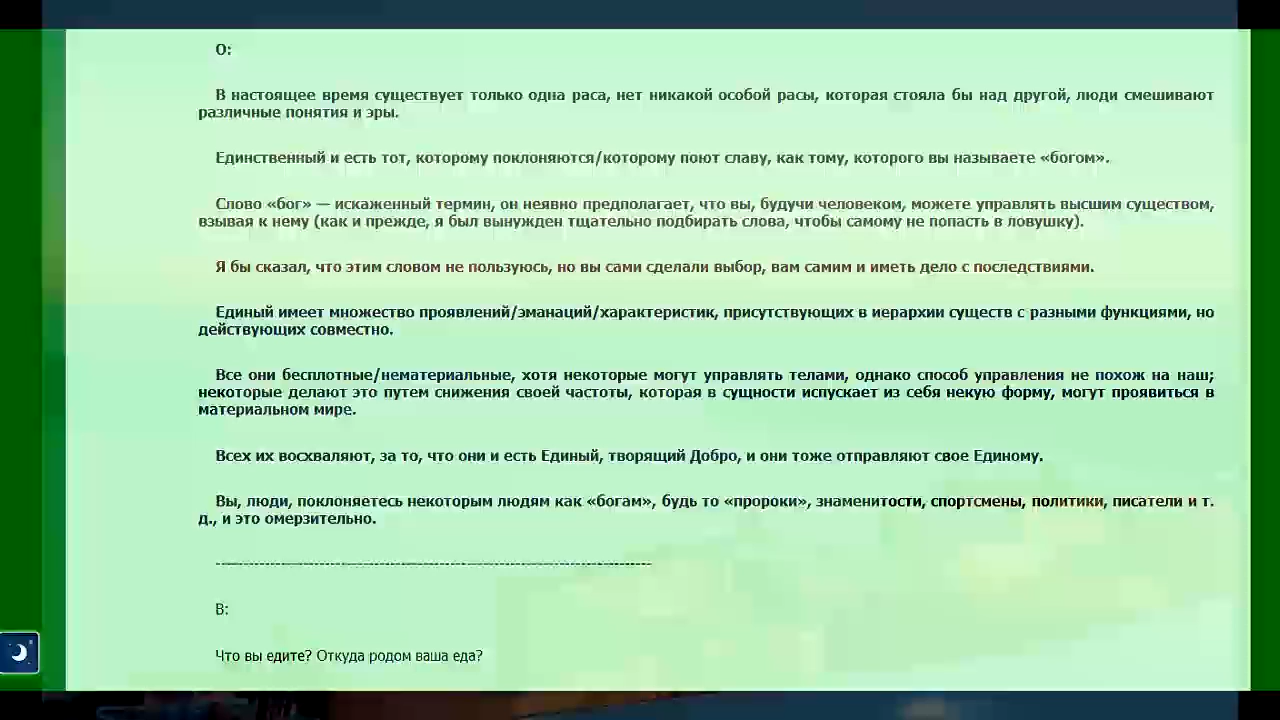 О:
В настоящее время существует только одна раса, нет никакой особой расы, которая стояла бы над другой, люди смешивают
различные понятия и эры.
Единственный и есть тот, которому поклоняются/которому поют славу, как тому, которого вы называете «богом».
Слово «бог» — искаженный термин, он неявно предполагает, что вы, будучи человеком, можете управлять высшим существом,
взывая к нему (как и прежде, я был вынужден тщательно подбирать слова, чтобы самому не попасть в ловушку).
Я бы сказал, что этим словом не пользуюсь, но вы сами сделали выбор, вам самим и иметь дело с последствиями.
Единый имеет множество проявлений/эманаций/характеристик, присутствующих в иерархии существ с разными функциями, но
действующих совместно.
Все они бесплотные/нематериальные, хотя некоторые могут управлять телами, однако способ управления не похож на наш;
некоторые делают это путем снижения своей частоты, которая в сущности испускает из себя некую форму, могут проявиться в
материальном мире.
Всех их восхваляют, за то, что они и есть Единый, творящий Добро, и они тоже отправляют свое Единому.
Вы, люди, поклоняетесь некоторым людям как «богам», будь то «пророки», знаменитости, спортсмены, политики, писатели и т.
д., и это омерзительно.
--------------------------------------------------------------------------------
В:
Что вы едите? Откуда родом ваша еда?